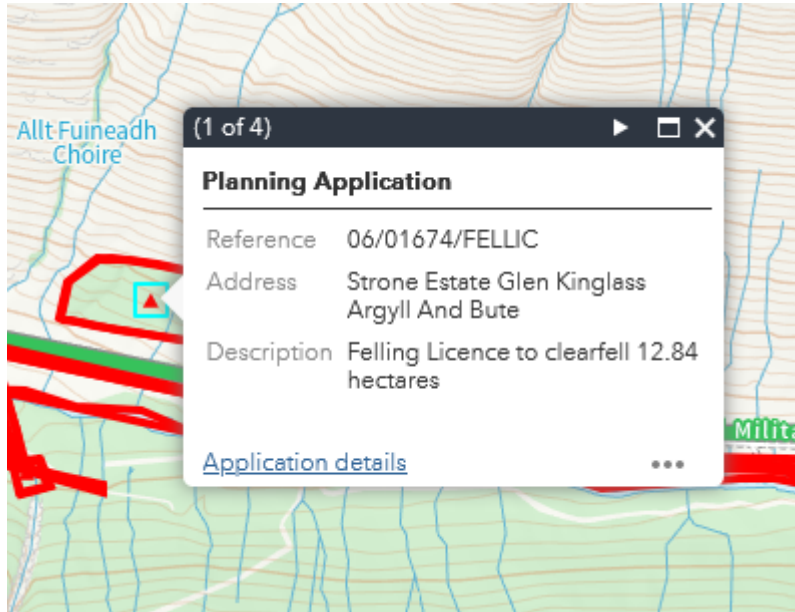 Allt Fuineadh
Choire
(1 of 4)
Planning Application
Reference 06/01674/FELLIC
Address Strone Estate Glen Kinglass
Argyll And Bute
Description Felling Licence to clearfell 12.84
hectares
Application details
Milita